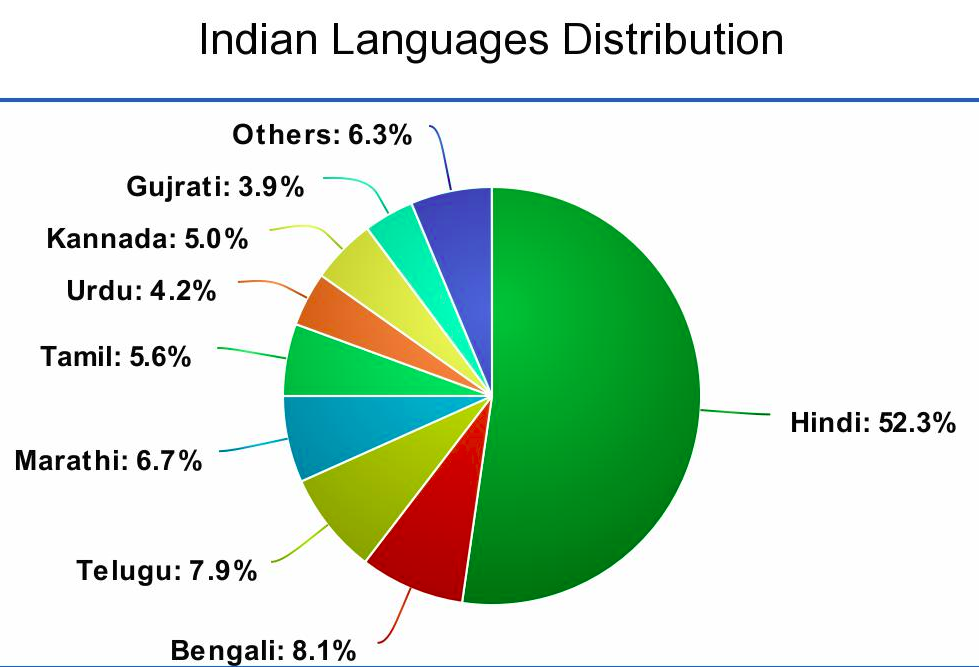 Indian Languages Distribution
Others: 6.3%
Gujrati: 3.9%
Kannada: 5.0%
Urdu: 4.2%
Tamil: 5.6%
Hindi: 52.3%
Marathi: 6.7%
Telugu: 7.9%
Bengali: 8.1%